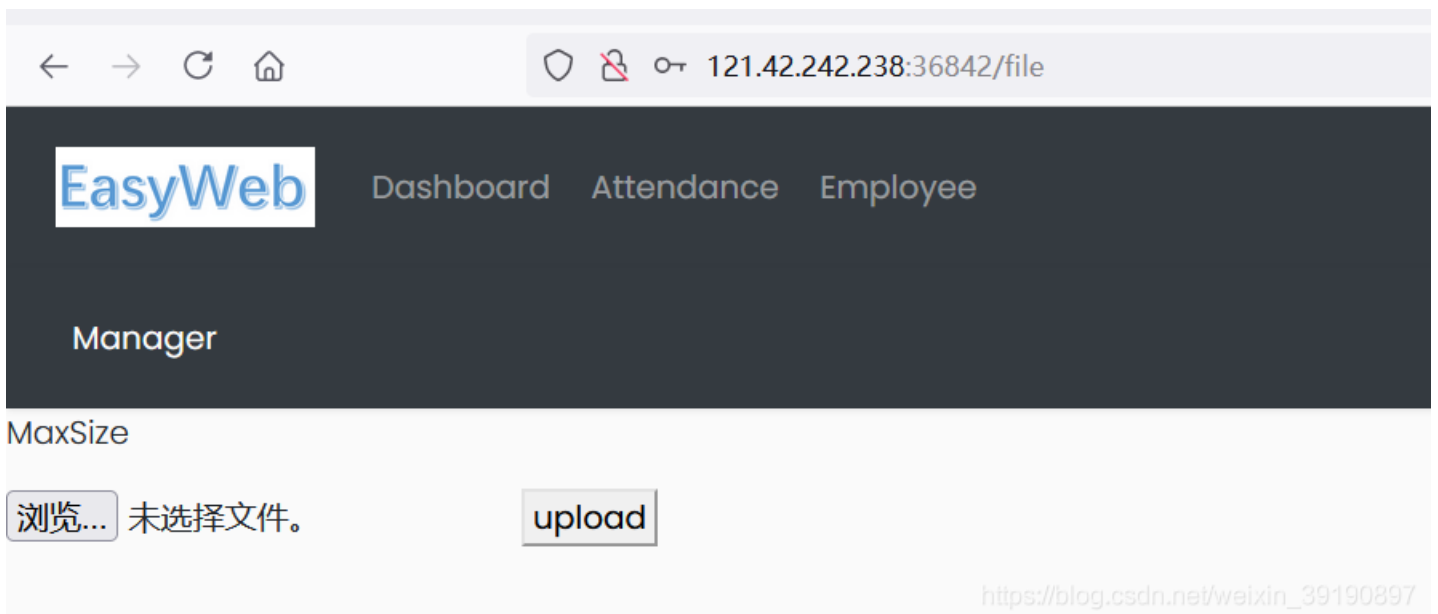 121.42.242.238:36842/file
EasyWeb Dashboard Attendance Employee
Manager
MaxSize
浏览... 未选择文件。 upload
https://blog.csdn.net/weixin_39190897